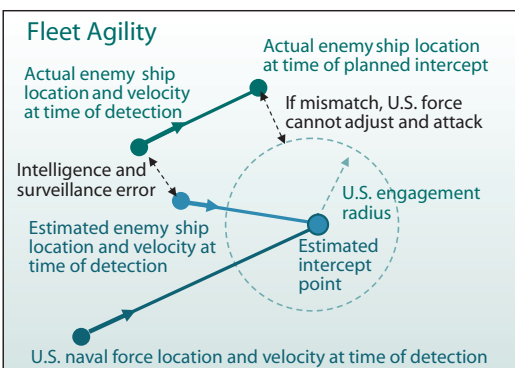 Fleet Agility
Actual enemy ship
location and velocity
at time of detection
Actual enemy ship location
at time of planned intercept
If mismatch, U.S. force
cannot adjust and attack
Intelligence and
surveillance error
U.S. engagement
radius
Estimated enemy ship
location and velocity at
time of detection
Estimated
intercept
point
U.S. naval force location and velocity at time of detection